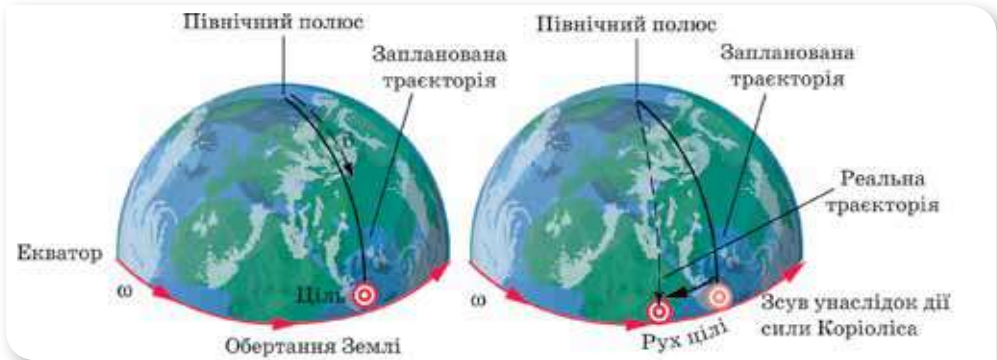 Північний полюс
Запланована
траєкторія
υ
Екватор
ω
Ціль
Обертання Землі
Північний полюс
Запланована
траєкторія
Реальна
траєкторія
ω
Рух цілі
Зсув унаслідок дії
сили Коріоліса